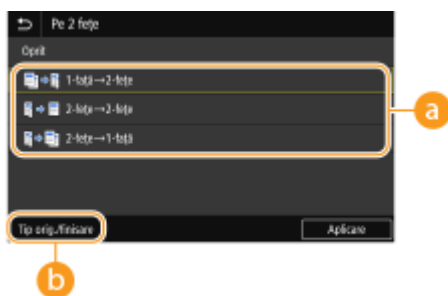 Pe 2 fețe
Oprit
1-față→2-fețe
2-fețe→2-fețe
2-fețe→1-față
a
Tip orig./finisare
Aplicare
b